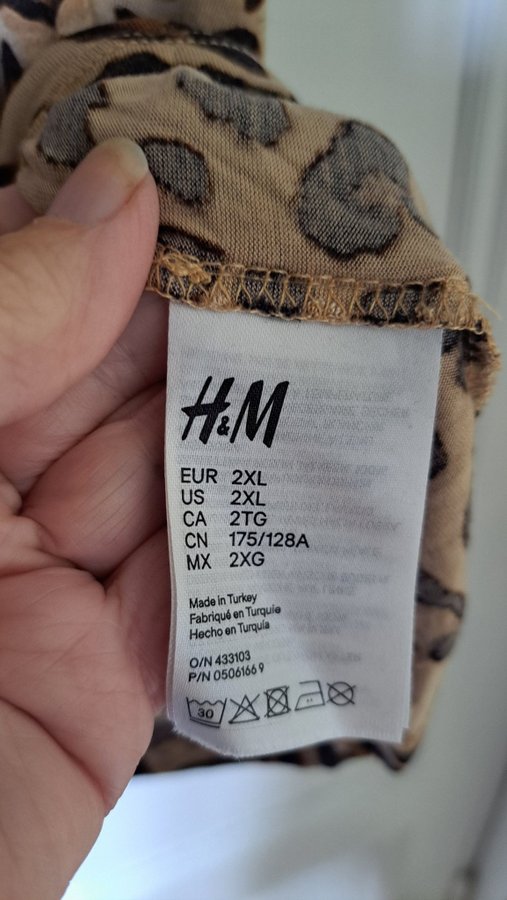 H&M
EUR 2XL
US 2XL
CA 2TG
CN 175/128A
MX 2XG
Made in Turkey
Fabriqué en Turquie
Hecho en Turquía
O/N 433103
P/N 0506166 9
30